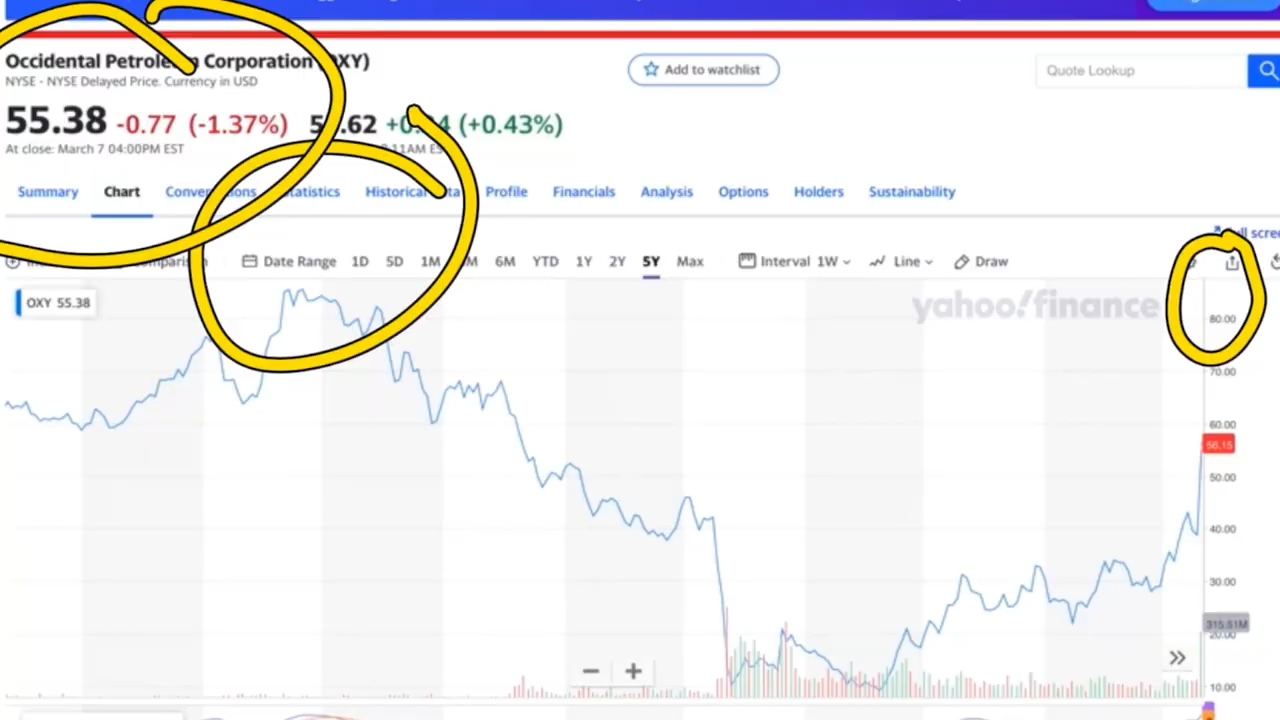 Occidental Petroleum Corporation (OXY)
NYSE - NYSE Delayed Price. Currency in USD
Add to watchlist
Quote Lookup
55.38 -0.77 (-1.37%) (+0.43%)
At close: March 7 04:00PM EST
Summary Chart Statistics Historical Profile Financials Analysis Options Holders Sustainability
Date Range 1D 5D 1M 6M YTD 1Y 2Y 5Y Max Interval 1W Line Draw
OXY 55.38
yahoo!finance
80.00
70.00
60.00
56.15
50.00
40.00
30.00
315.51M
20.00
10.00